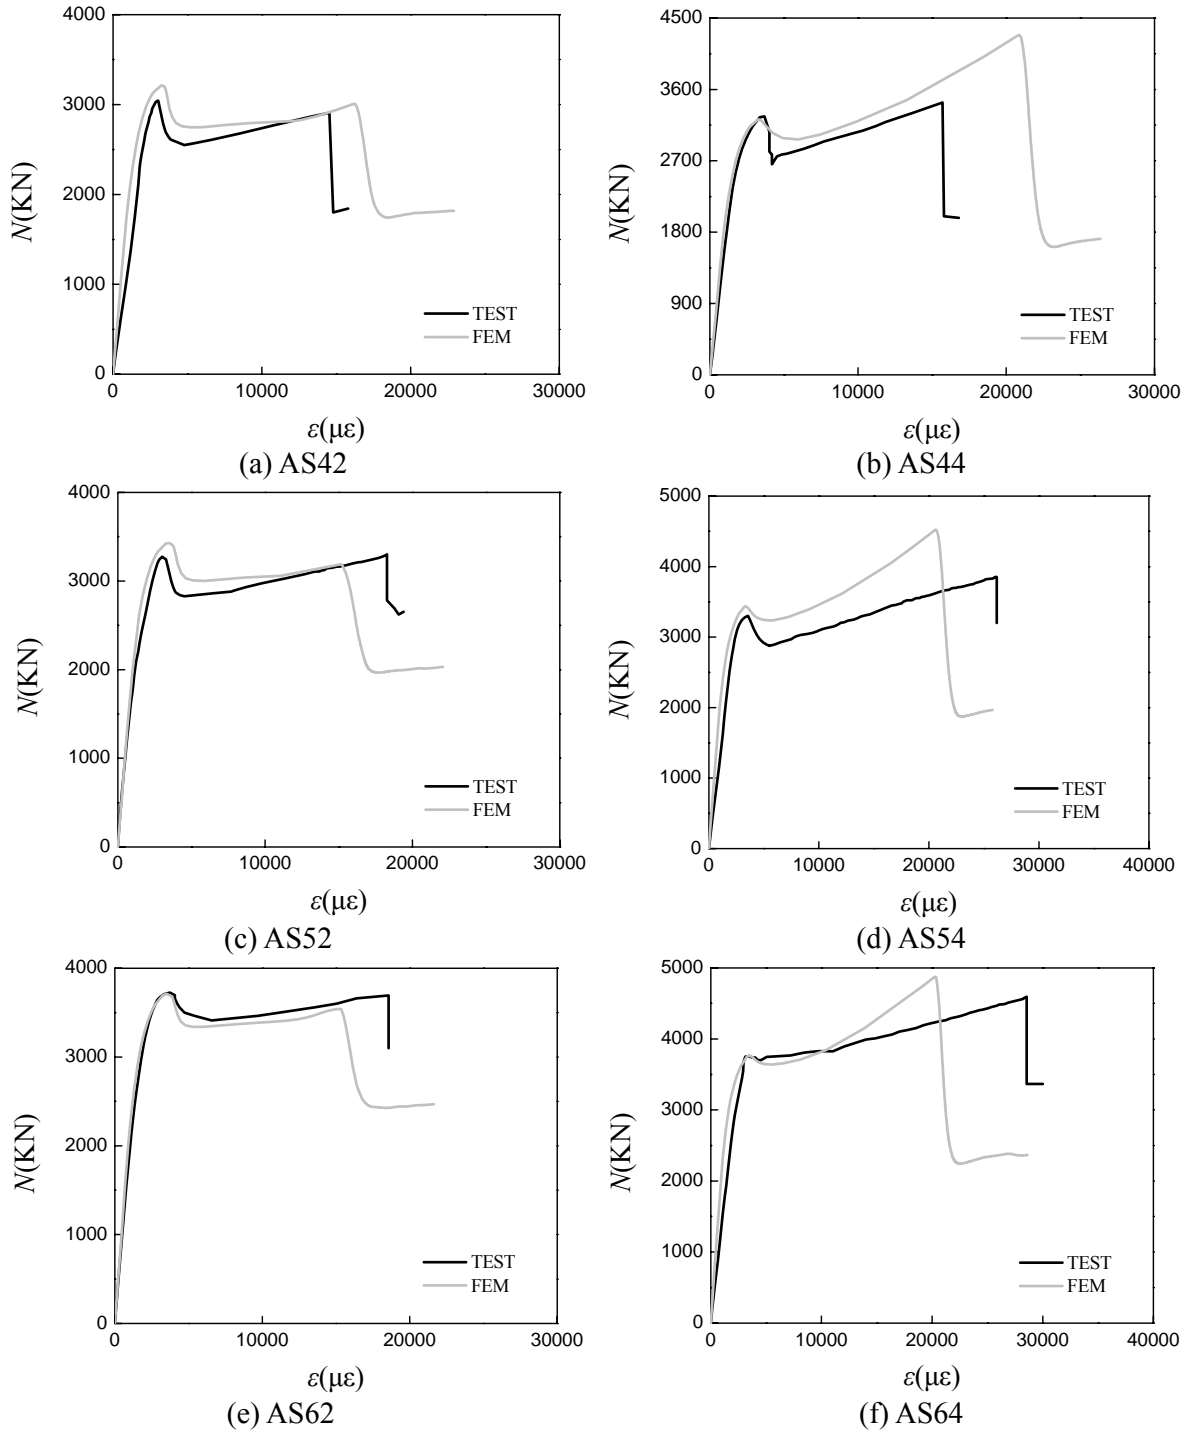 4000
3000
2000
1000
0
N(KN)
0 10000 20000 30000
ε(με)
TEST
FEM
(a) AS42
4500
3600
2700
1800
900
0
N(KN)
0 10000 20000 30000
ε(με)
TEST
FEM
(b) AS44
4000
3000
2000
1000
0
N(KN)
0 10000 20000 30000
ε(με)
TEST
FEM
(c) AS52
5000
4000
3000
2000
1000
0
N(KN)
0 10000 20000 30000 40000
ε(με)
TEST
FEM
(d) AS54
4000
3000
2000
1000
0
N(KN)
0 10000 20000 30000
ε(με)
TEST
FEM
(e) AS62
5000
4000
3000
2000
1000
0
N(KN)
0 10000 20000 30000 40000
ε(με)
TEST
FEM
(f) AS64